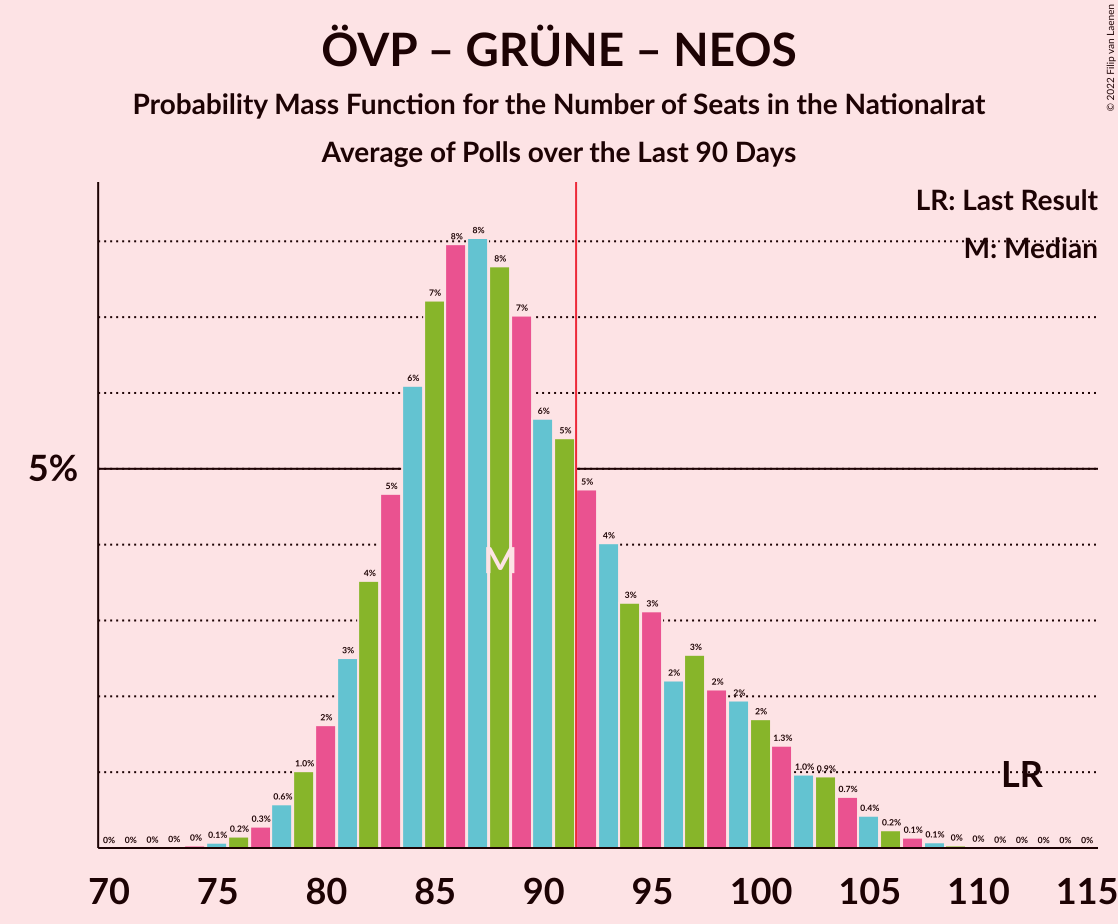 ÖVP – GRÜNE – NEOS
Probability Mass Function for the Number of Seats in the Nationalrat
Average of Polls over the Last 90 Days
© 2022 Filip van Laenen
LR: Last Result
M: Median
5%
0% 0% 0% 0% 0% 0.1% 0.2% 0.3% 0.6% 1.0% 2% 3% 4% 5% 6% 7% 8% 8% 8% 7% 6% 5% 5% 4% 3% 3% 2% 3% 2% 2% 2% 1.3% 1.0% 0.9% 0.7% 0.4% 0.2% 0.1% 0.1% 0% 0% 0% 0% 0% 0% 0%
M
LR
70 75 80 85 90 95 100 105 110 115